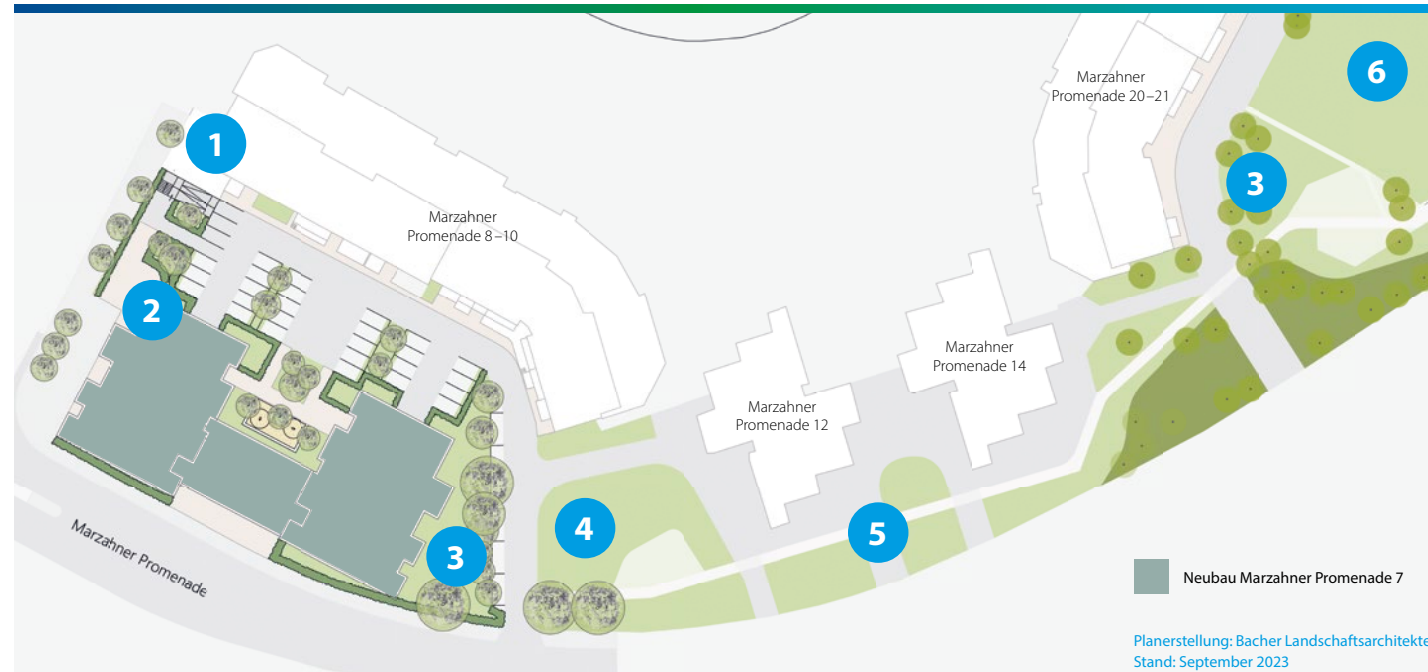 Marzahner
Promenade 20–21
6
1
3
Marzahner
Promenade 8–10
2
Marzahner
Promenade 14
Marzahner
Promenade 12
4
5
3
Marzahner Promenade
Neubau Marzahner Promenade 7
Planerstellung: Bacher Landschaftsarchitekte
Stand: September 2023